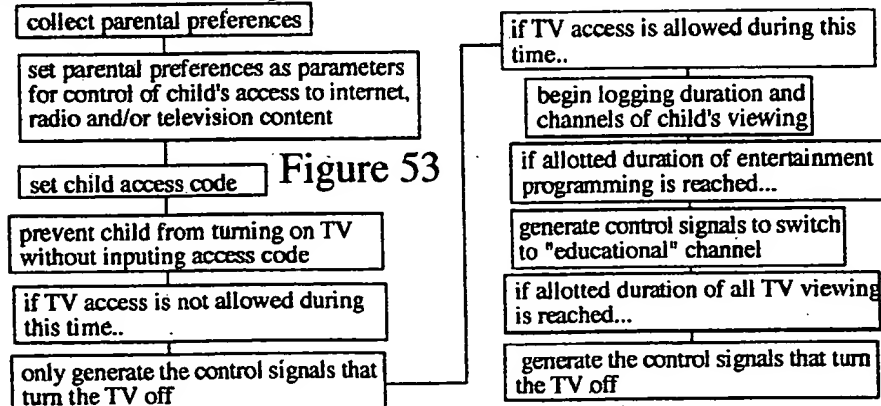 collect parental preferences
set parental preferences as parameters
for control of child's access to internet,
radio and/or television content
set child access code
Figure 53
prevent child from turning on TV
without inputing access code
if TV access is not allowed during
this time..
only generate the control signals that
turn the TV off
if TV access is allowed during this
time..
begin logging duration and
channels of child's viewing
if allotted duration of entertainment
programming is reached...
generate control signals to switch
to "educational" channel
if allotted duration of all TV viewing
is reached...
generate the control signals that turn
the TV off